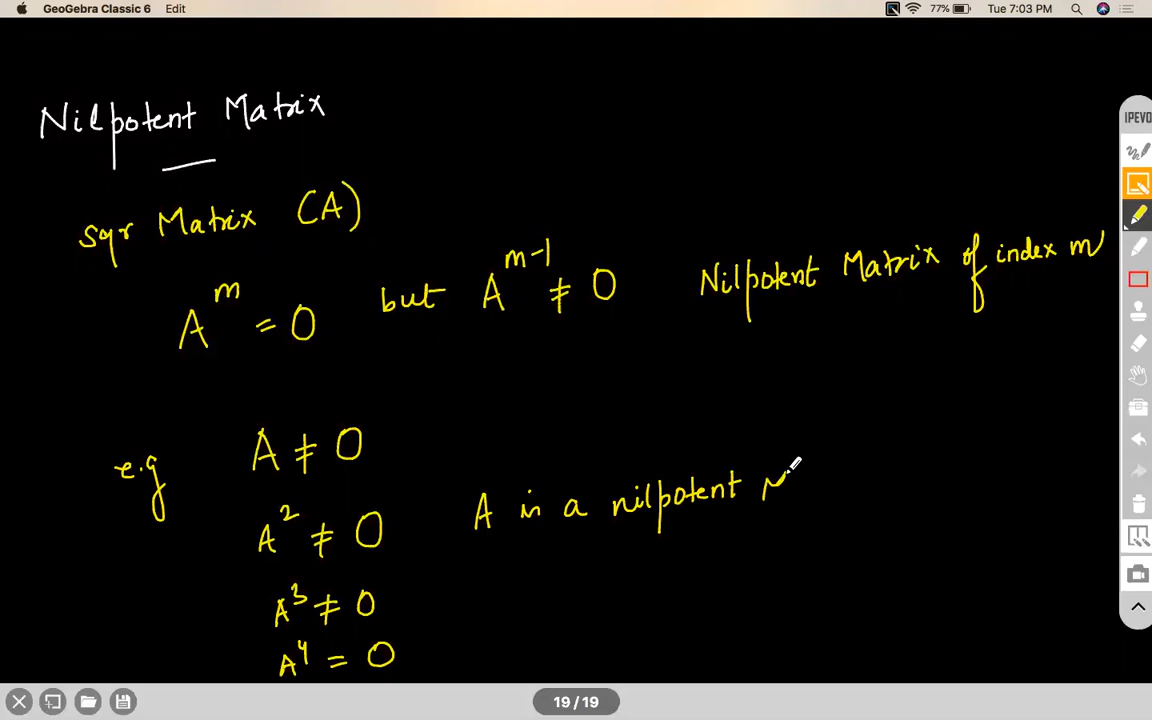 GeoGebra Classic 6 Edit 77% Tue 7:03 PM
IPEVO
Nilpotent Matrix
Sqr Matrix (A)
A^m = 0 but A^m-1 ≠ 0 Nilpotent Matrix of index m
e.g A ≠ 0
A^2 ≠ 0 A is a nilpotent
A^3 ≠ 0
A^4 = 0
19 / 19